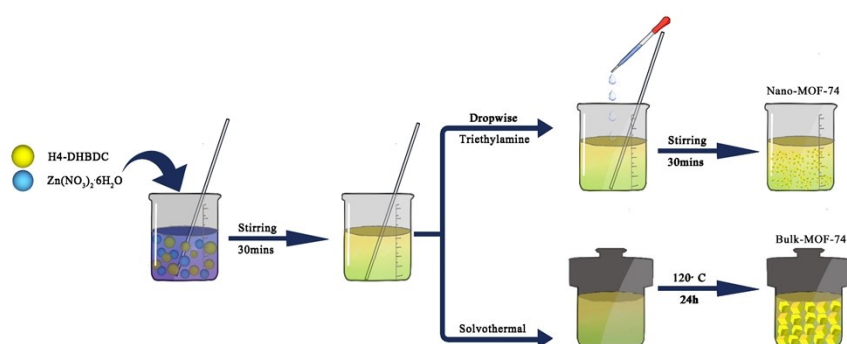 H4-DHBDC
Zn(NO₃)₂·6H₂O
Stirring
30mins
Dropwise
Triethylamine
Stirring
30mins
Nano-MOF-74
Solvothermal
120· C
24h
Bulk-MOF-74